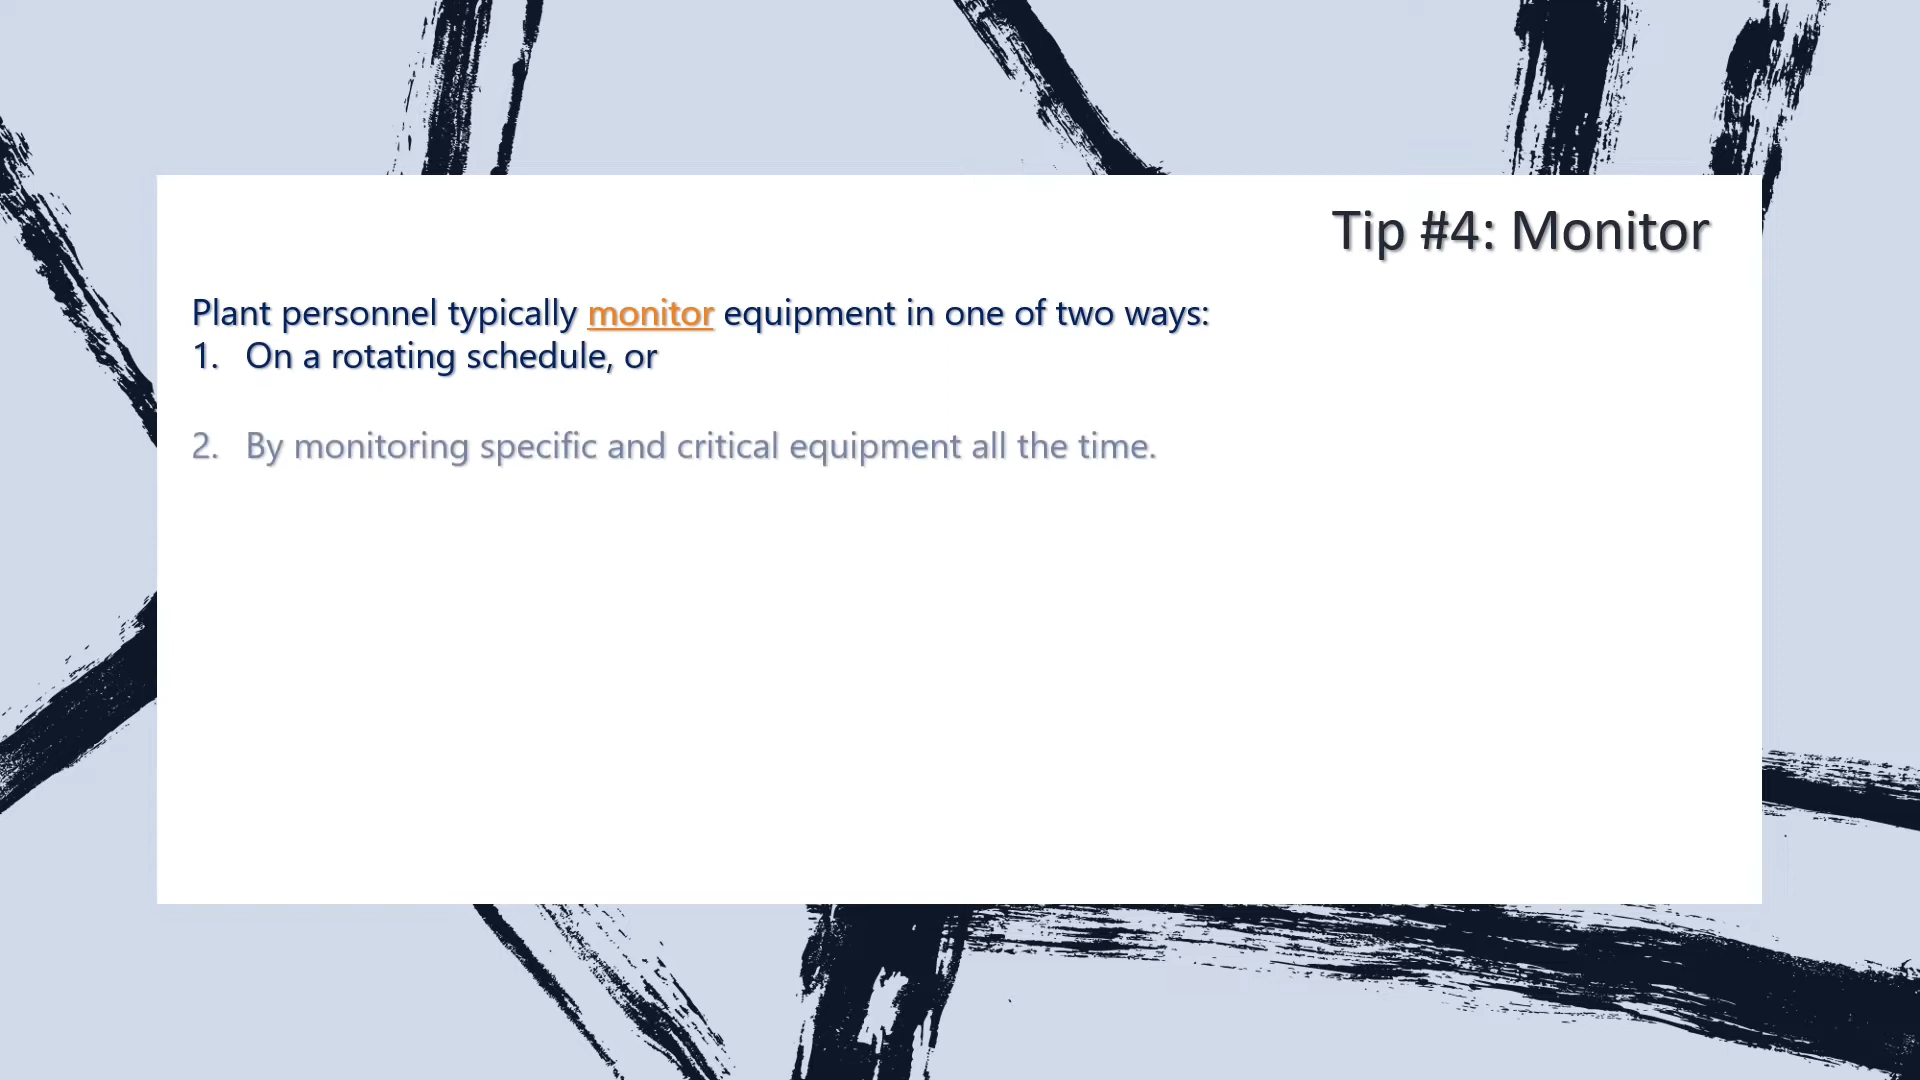 Tip #4: Monitor
Plant personnel typically monitor equipment in one of two ways:
1. On a rotating schedule, or
2. By monitoring specific and critical equipment all the time.